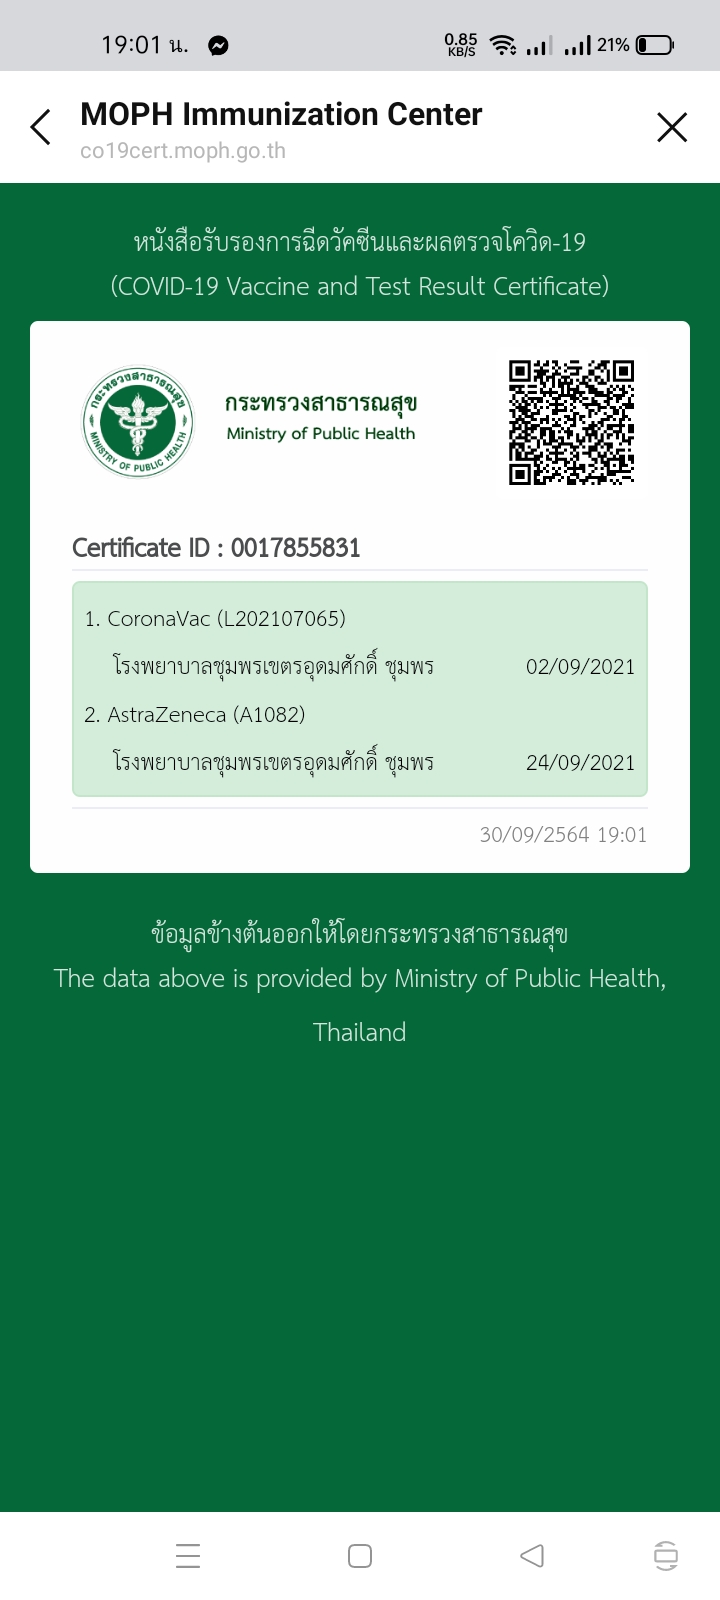 19:01 น.
0.85 KB/S
21%
MOPH Immunization Center
co19cert.moph.go.th
หนังสือรับรองการฉีดวัคซีนและผลตรวจโควิด-19
(COVID-19 Vaccine and Test Result Certificate)
กระทรวงสาธารณสุข
MINISTRY OF PUBLIC HEALTH
กระทรวงสาธารณสุข
Ministry of Public Health
Certificate ID : 0017855831
1. CoronaVac (L202107065)
โรงพยาบาลชุมพรเขตรอุดมศักดิ์ ชุมพร 02/09/2021
2. AstraZeneca (A1082)
โรงพยาบาลชุมพรเขตรอุดมศักดิ์ ชุมพร 24/09/2021
30/09/2564 19:01
ข้อมูลข้างต้นออกให้โดยกระทรวงสาธารณสุข
The data above is provided by Ministry of Public Health,
Thailand